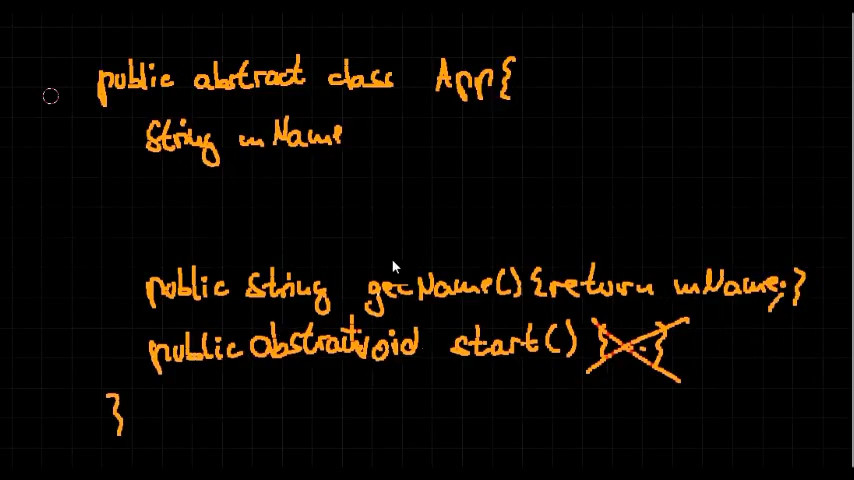 public abstract class App{
String mName
public String getName(){return mName;}
public abstract void start() {..}
}